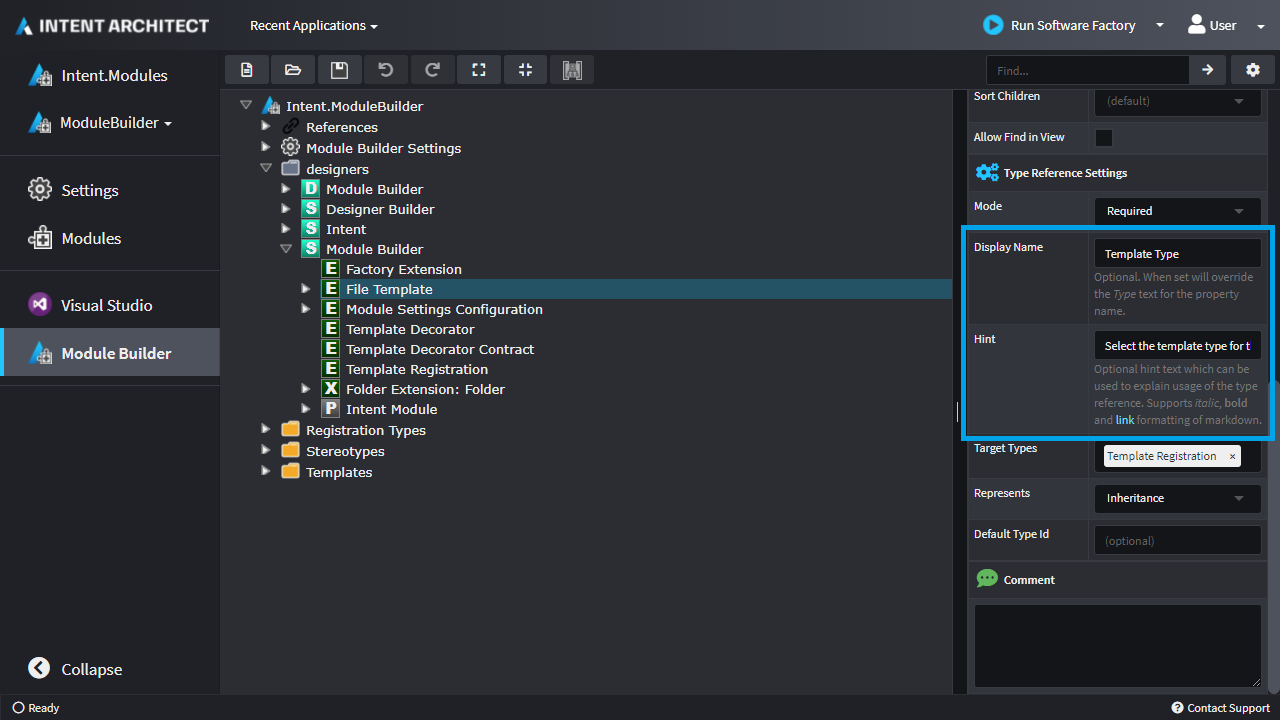 INTENT ARCHITECT
Recent Applications
Run Software Factory
User
Intent.Modules
ModuleBuilder
Settings
Modules
Visual Studio
Module Builder
Collapse
Find...
Intent.ModuleBuilder
References
Module Builder Settings
designers
D Module Builder
S Designer Builder
S Intent
S Module Builder
E Factory Extension
E File Template
E Module Settings Configuration
E Template Decorator
E Template Decorator Contract
E Template Registration
X Folder Extension: Folder
P Intent Module
Registration Types
Stereotypes
Templates
Sort Children
(default)
Allow Find in View
Type Reference Settings
Mode
Required
Display Name
Template Type
Optional. When set will override
the Type text for the property
name.
Hint
Select the template type for t
Optional hint text which can be
used to explain usage of the type
reference. Supports italic, bold
and link formatting of markdown.
Target Types
Template Registration ×
Represents
Inheritance
Default Type Id
(optional)
Comment
Ready
Contact Support